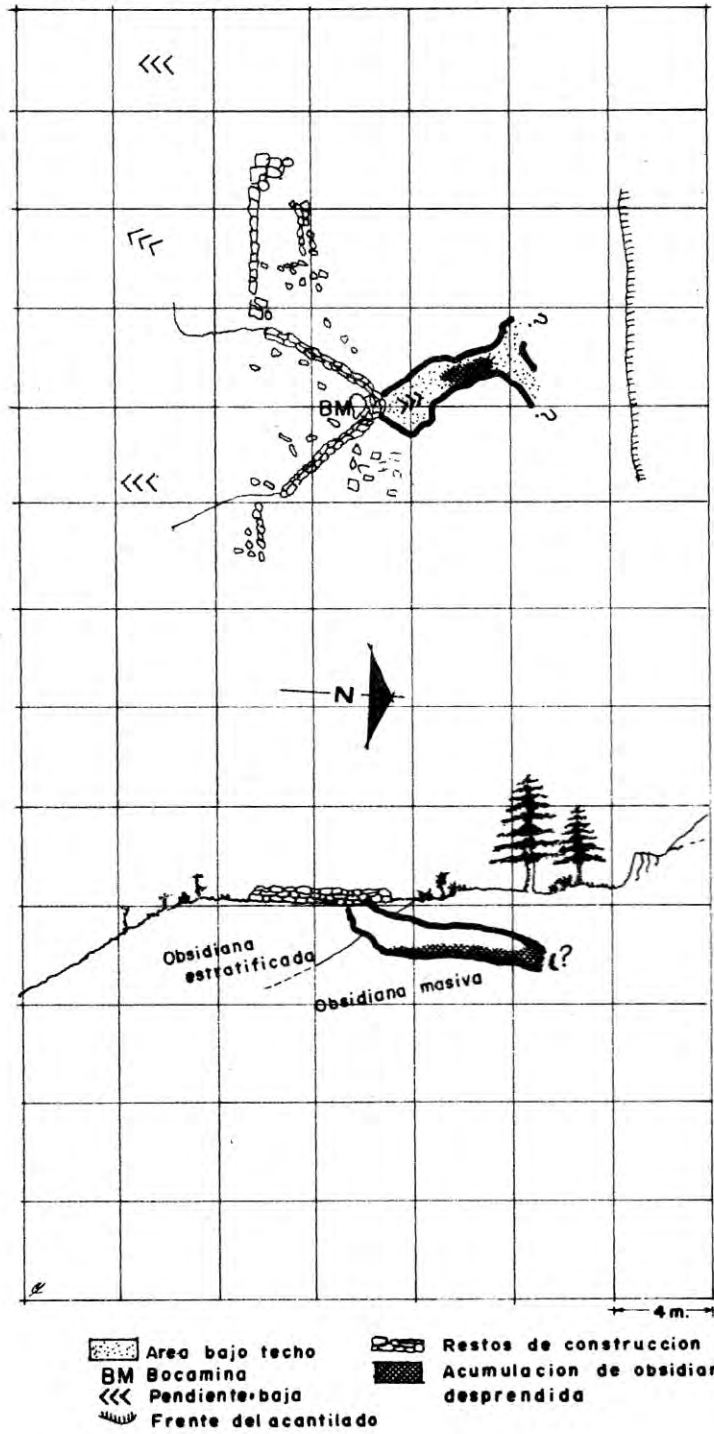 BM
?
?
N
Obsidiana
estratificada
?
Obsidiana masiva
4 m.
Area bajo techo
BM Bocamina
Pendiente baja
Frente del acantilado
Restos de construccion
Acumulacion de obsidian
desprendida